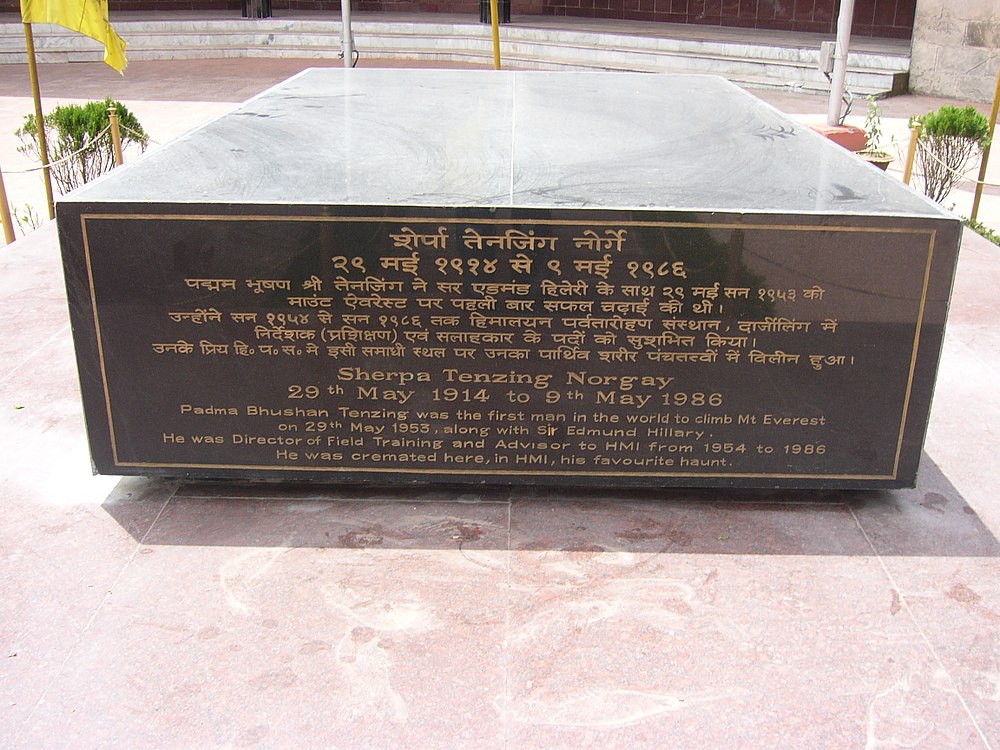 शेर्पा तेनजिंग नोर्गे
२९ मई १९१४ से ९ मई १९८६
पद्मम भूषण श्री तेनजिंग ने सर एडमंड हिलेरी के साथ २९ मई सन १९५३ को
माउंट ऐवरेस्ट पर पहली बार सफल चढ़ाई की थी।
उन्होंने सन १९५४ से सन १९८६ तक हिमालयन पर्वतारोहण संस्थान, दार्जीलिंग में
निर्देशक (प्रशिक्षण) एवं सलाहकार के पदों को सुशभित किया।
उनके प्रिय हि॰ प॰ स॰ मे इसी समाधी स्थल पर उनका पार्थिव शरीर पंचतत्त्वों में विलीन हुआ।
Sherpa Tenzing Norgay
29th May 1914 to 9th May 1986
Padma Bhushan Tenzing was the first man in the world to climb Mt Everest
on 29th May 1953, along with Sir Edmund Hillary.
He was Director of Field Training and Advisor to HMI from 1954 to 1986
He was cremated here, in HMI, his favourite haunt.